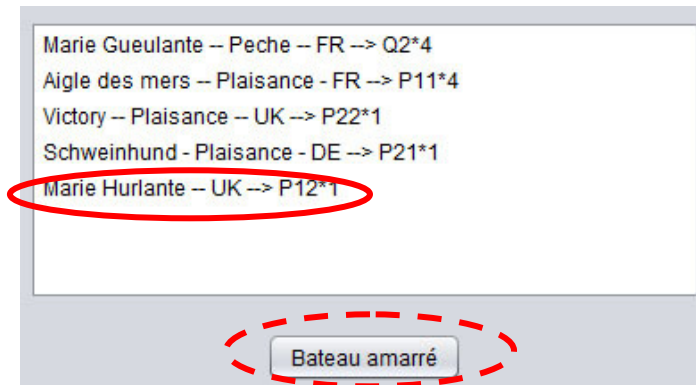 Marie Gueulante -- Peche -- FR --> Q2*4
Aigle des mers -- Plaisance - FR --> P11*4
Victory -- Plaisance -- UK --> P22*1
Schweinhund - Plaisance - DE --> P21*1
Marie Hurlante -- UK --> P12*1
Bateau amarré